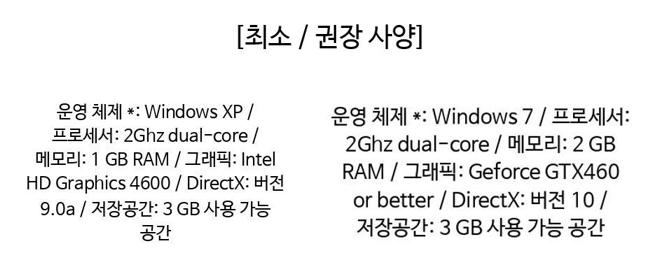 [최소 / 권장 사양]
운영 체제 *: Windows XP /
프로세서: 2Ghz dual-core /
메모리: 1 GB RAM / 그래픽: Intel
HD Graphics 4600 / DirectX: 버전
9.0a / 저장공간: 3 GB 사용 가능
공간
운영 체제 *: Windows 7 / 프로세서:
2Ghz dual-core / 메모리: 2 GB
RAM / 그래픽: Geforce GTX460
or better / DirectX: 버전 10 /
저장공간: 3 GB 사용 가능 공간